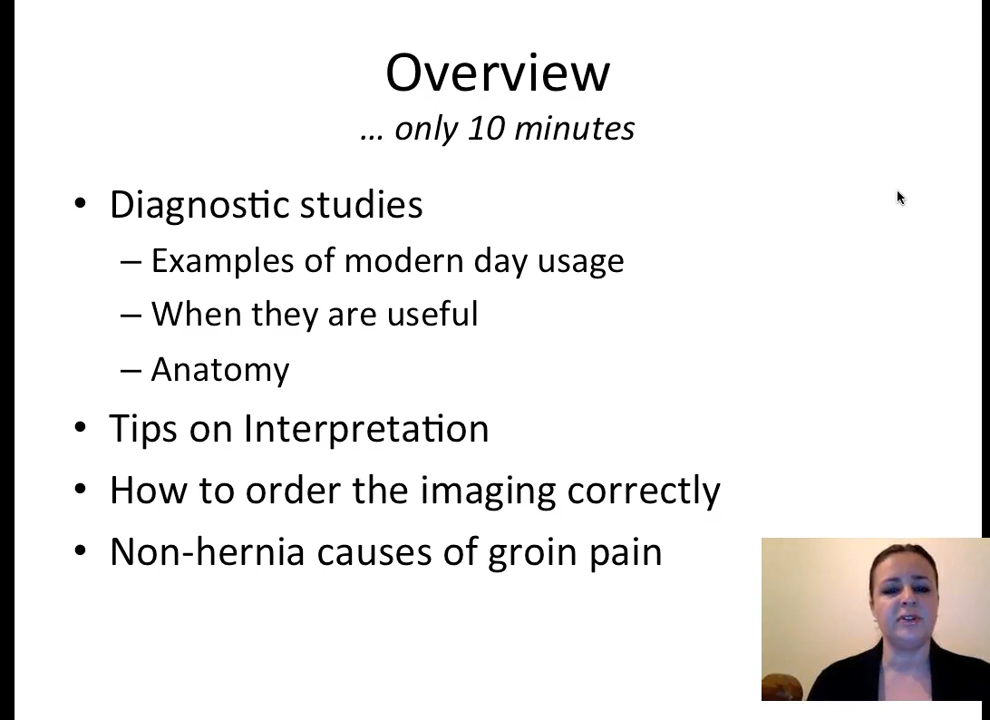 Overview
... only 10 minutes
• Diagnostic studies
– Examples of modern day usage
– When they are useful
– Anatomy
• Tips on Interpretation
• How to order the imaging correctly
• Non-hernia causes of groin pain